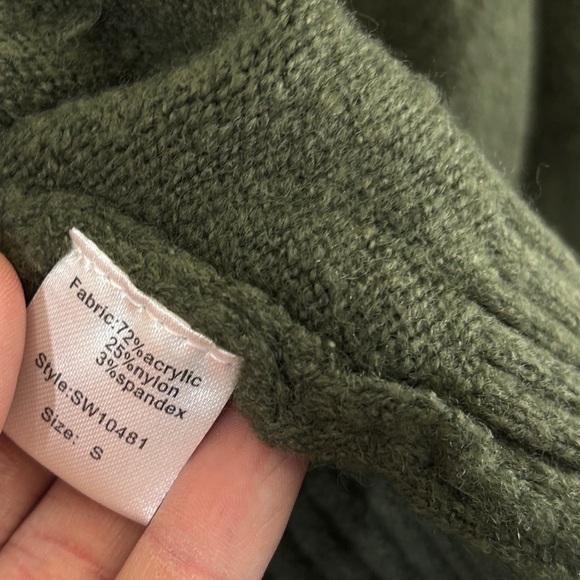 Fabric:72%acrylic
25%nylon
3%spandex
Style:SW10481
Size: S